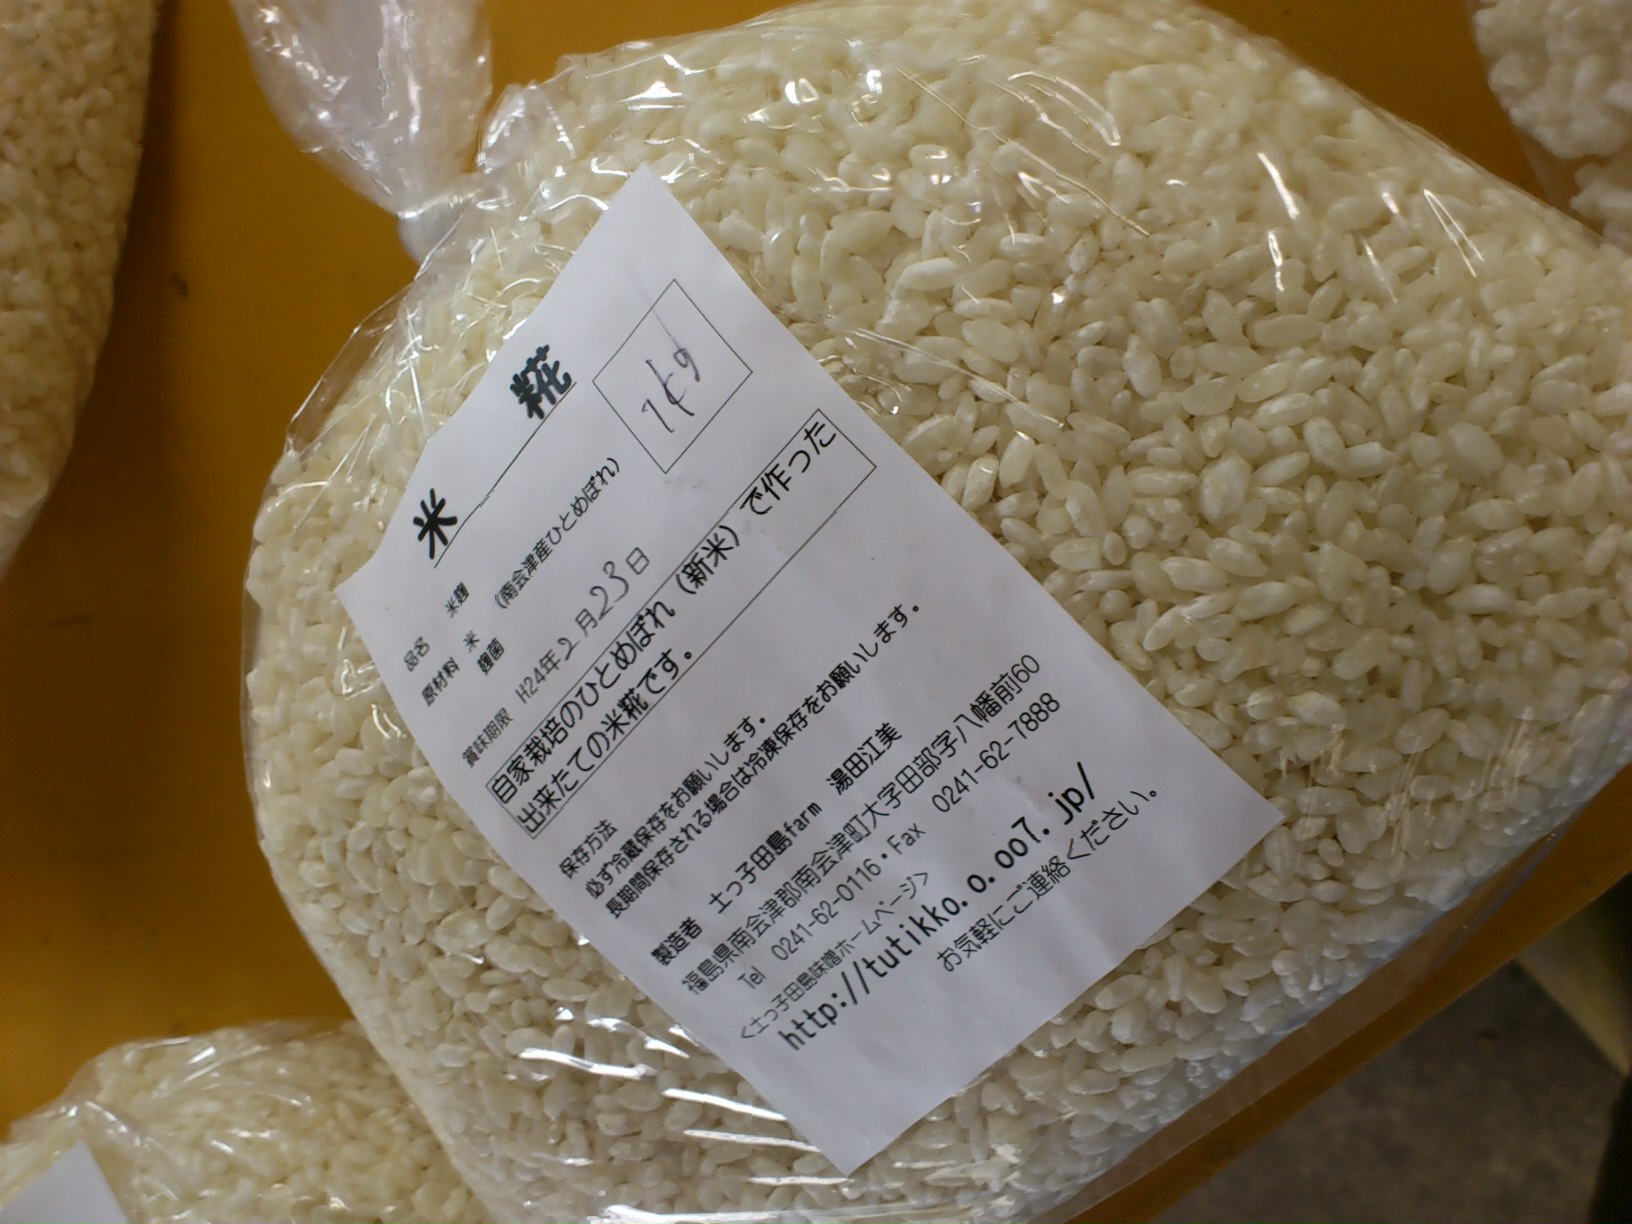 米　糀
1kg
品名　米麹
原材料　米　（南会津産ひとめぼれ）
麹菌
賞味期限　H24年2月23日
自家栽培のひとめぼれ（新米）で作った
出来たての米糀です。
保存方法
必ず冷蔵保存をお願いします。
長期間保存される場合は冷凍保存をお願いします。
製造者　土っ子田島farm　湯田江美
福島県南会津郡南会津町大字田部字八幡前60
Tel　0241-62-0116・Fax　0241-62-7888
＜土っ子田島味噌ホームページ＞
http://tutikko.o.oo7.jp/
お気軽にご連絡ください。